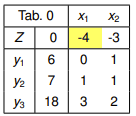 Tab. 0 x₁ x₂
Z 0 -4 -3
y₁ 6 0 1
y₂ 7 1 1
y₃ 18 3 2